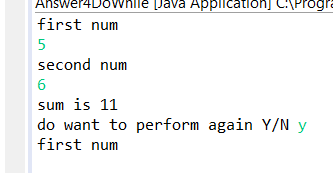 Answer4DoWhile [Java Application] C:\Progra
first num
5
second num
6
sum is 11
do want to perform again Y/N y
first num